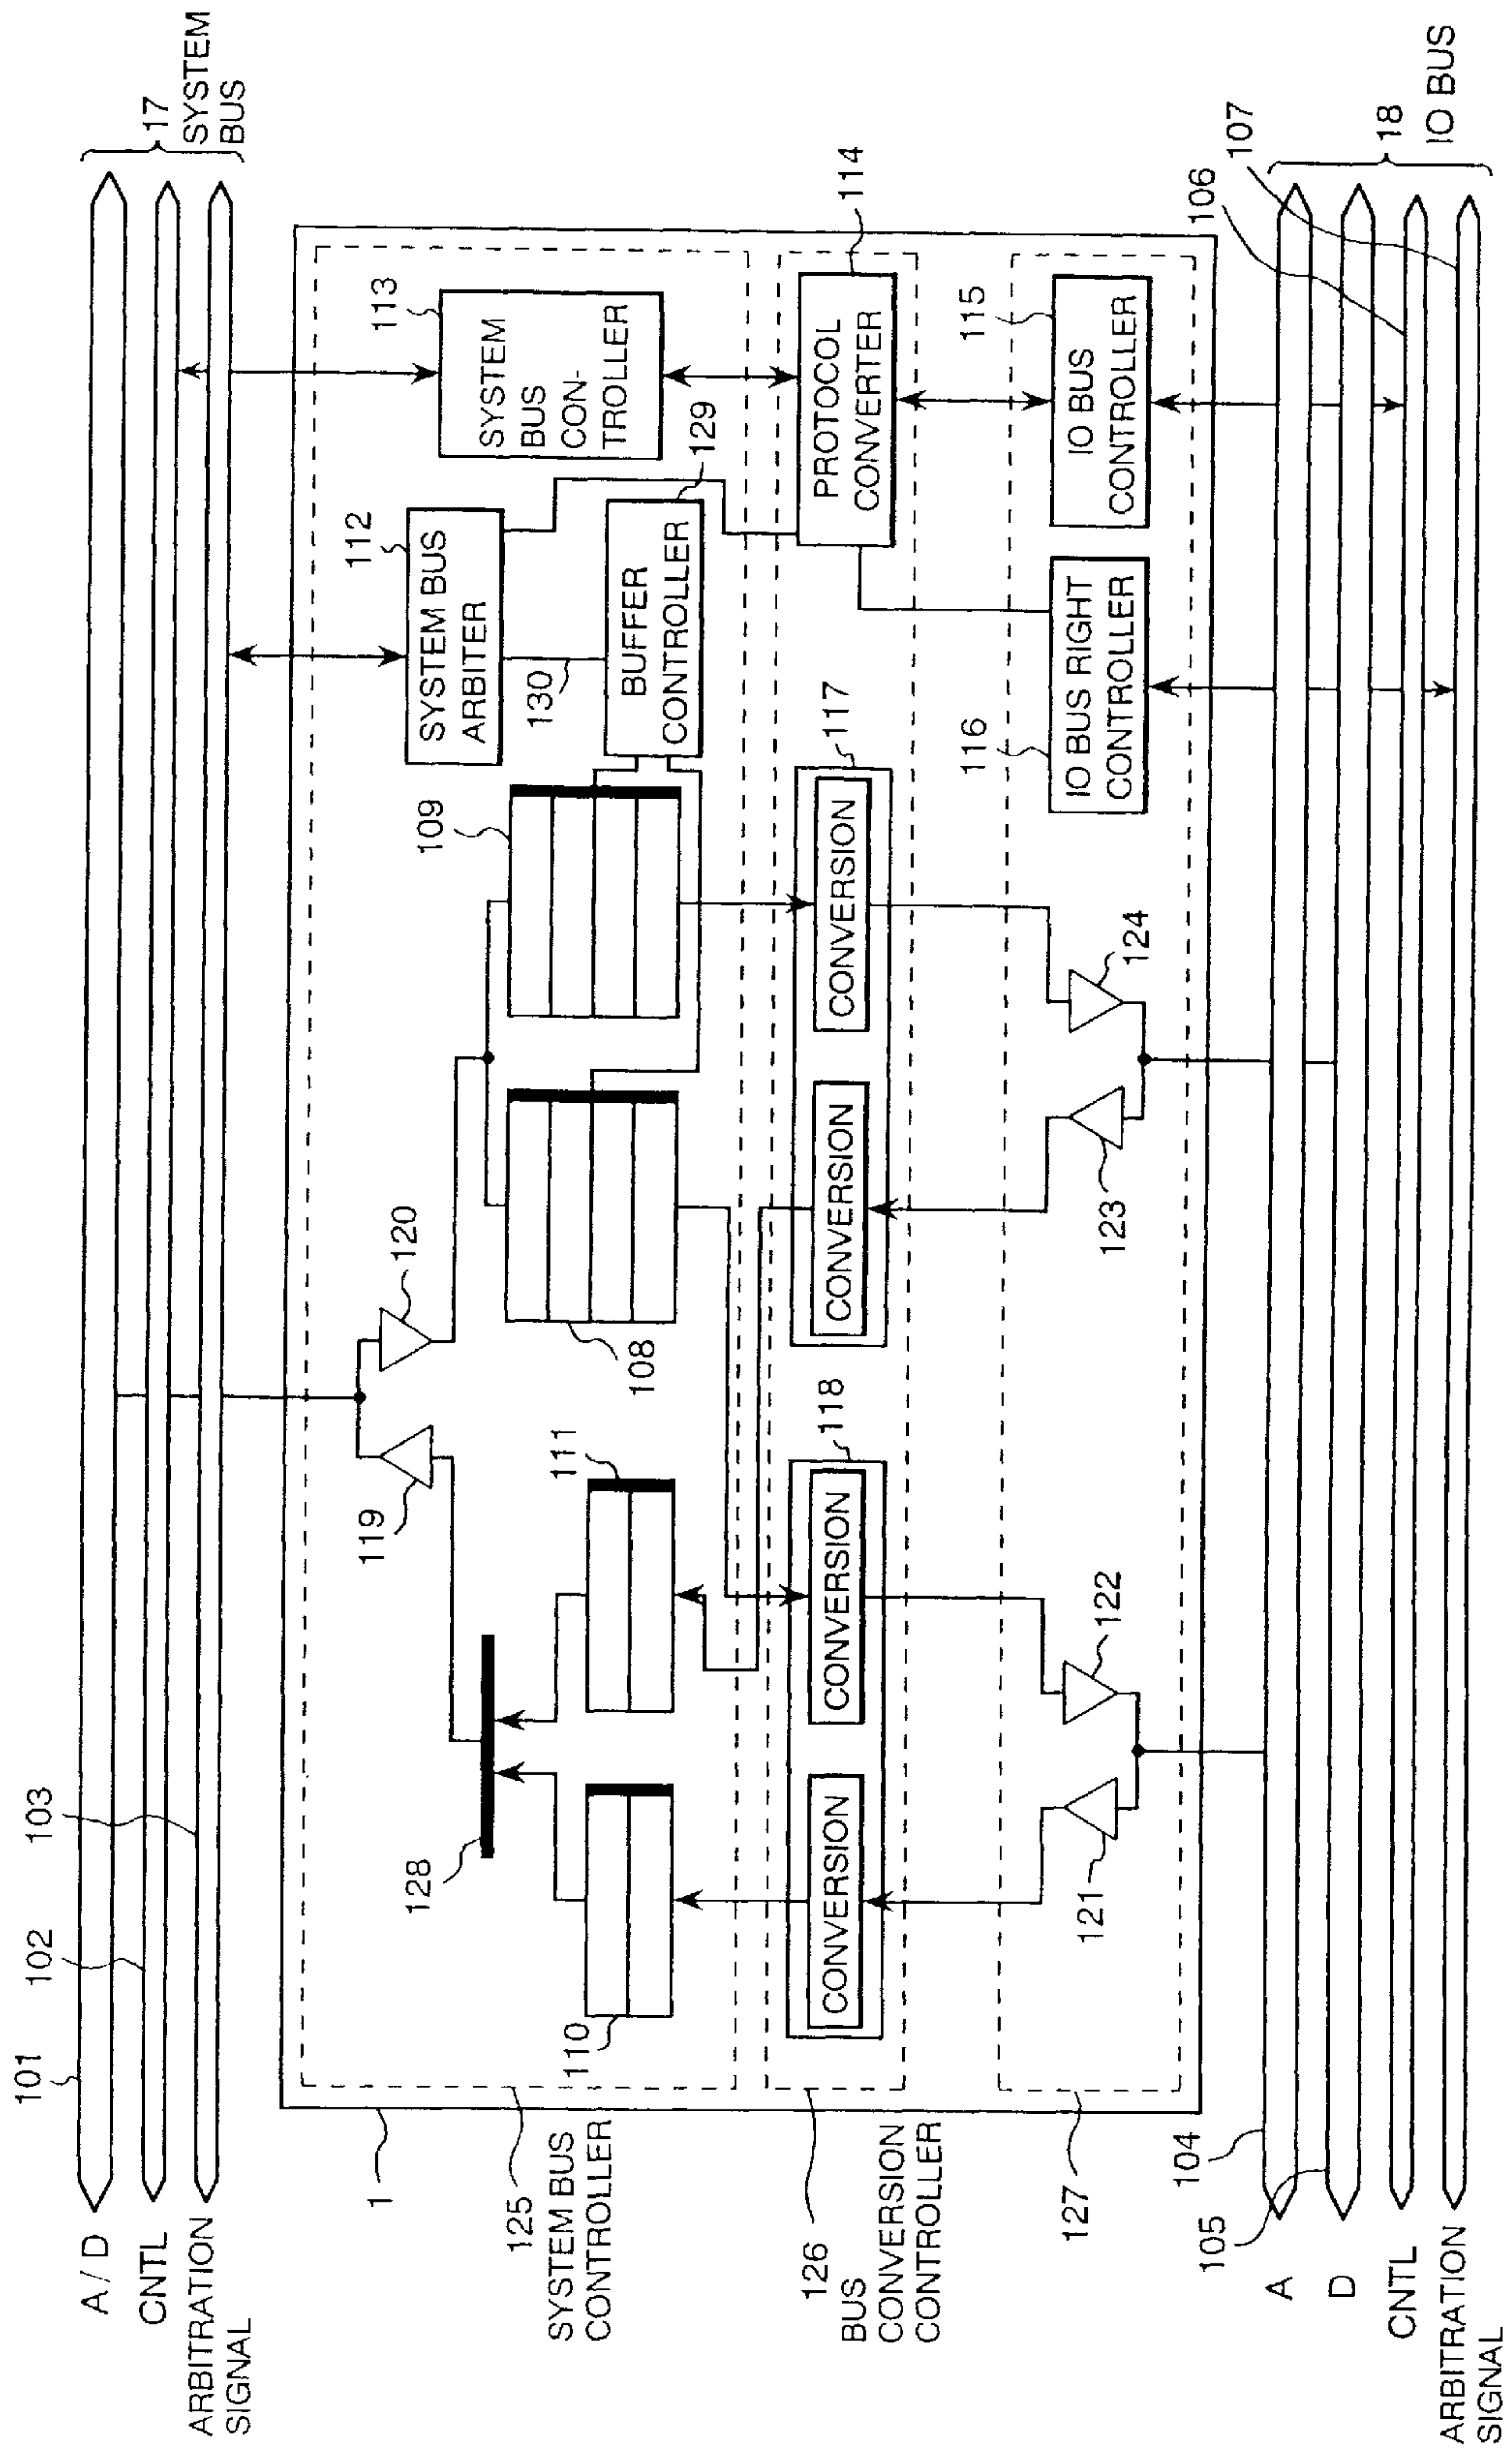 101
102
103
A / D
CNTL
ARBITRATION
SIGNAL
17
SYSTEM
BUS
1
125
SYSTEM BUS
CONTROLLER
128
119
120
110
111
108
109
112
SYSTEM BUS
ARBITER
130
BUFFER
CONTROLLER
129
113
SYSTEM
BUS
CON-
TROLLER
126
BUS
CONVERSION
CONTROLLER
CONVERSION
CONVERSION
118
CONVERSION
CONVERSION
117
PROTOCOL
CONVERTER
114
127
121
122
123
124
116
IO BUS RIGHT
CONTROLLER
115
IO BUS
CONTROLLER
104
105
106
107
A
D
CNTL
ARBITRATION
SIGNAL
18
IO BUS